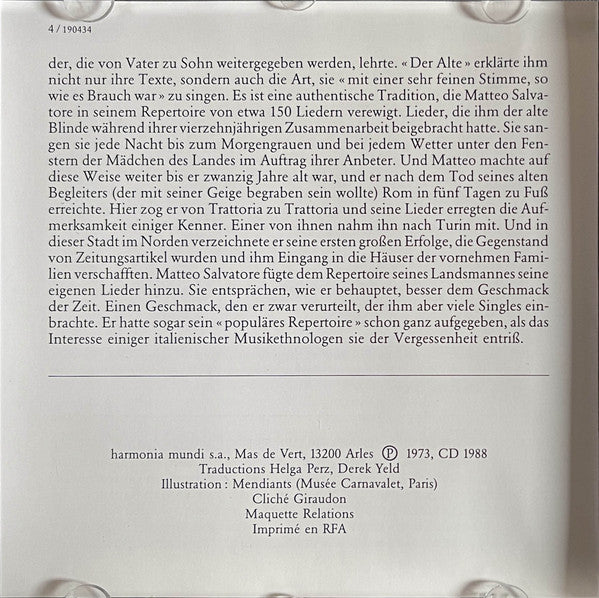 4 / 190434
der, die von Vater zu Sohn weitergegeben werden, lehrte. « Der Alte » erklärte ihm
nicht nur ihre Texte, sondern auch die Art, sie « mit einer sehr feinen Stimme, so
wie es Brauch war » zu singen. Es ist eine authentische Tradition, die Matteo Salva-
tore in seinem Repertoire von etwa 150 Liedern verewigt. Lieder, die ihm der alte
Blinde während ihrer vierzehnjährigen Zusammenarbeit beigebracht hatte. Sie san-
gen sie jede Nacht bis zum Morgengrauen und bei jedem Wetter unter den Fen-
stern der Mädchen des Landes im Auftrag ihrer Anbeter. Und Matteo machte auf
diese Weise weiter bis er zwanzig Jahre alt war, und er nach dem Tod seines alten
Begleiters (der mit seiner Geige begraben sein wollte) Rom in fünf Tagen zu Fuß
erreichte. Hier zog er von Trattoria zu Trattoria und seine Lieder erregten die Auf-
merksamkeit einiger Kenner. Einer von ihnen nahm ihn nach Turin mit. Und in
dieser Stadt im Norden verzeichnete er seine ersten großen Erfolge, die Gegenstand
von Zeitungsartikel wurden und ihm Eingang in die Häuser der vornehmen Fami-
lien verschafften. Matteo Salvatore fügte dem Repertoire seines Landsmannes seine
eigenen Lieder hinzu. Sie entsprächen, wie er behauptet, besser dem Geschmack
der Zeit. Einen Geschmack, den er zwar verurteilt, der ihm aber viele Singles ein-
brachte. Er hatte sogar sein « populäres Repertoire » schon ganz aufgegeben, als das
Interesse einiger italienischer Musikethnologen sie der Vergessenheit entriß.
harmonia mundi s.a., Mas de Vert, 13200 Arles Ⓟ 1973, CD 1988
Traductions Helga Perz, Derek Yeld
Illustration : Mendiants (Musée Carnavalet, Paris)
Cliché Giraudon
Maquette Relations
Imprimé en RFA